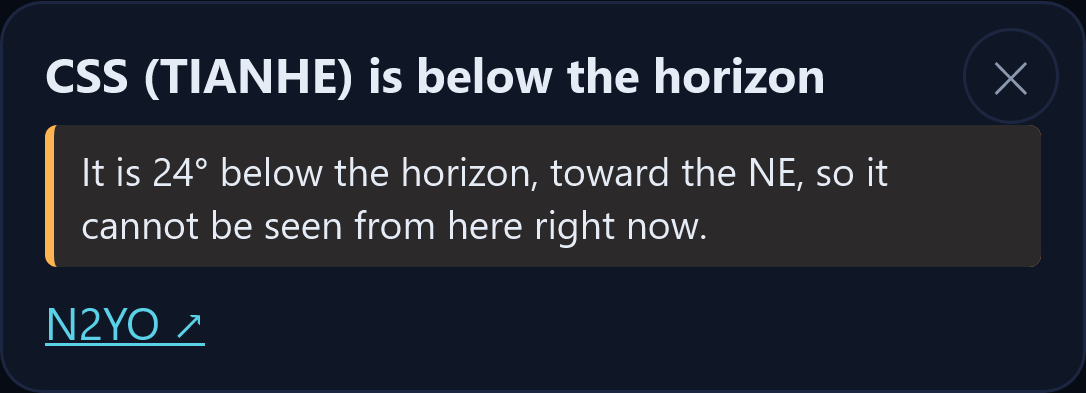 CSS (TIANHE) is below the horizon
It is 24° below the horizon, toward the NE, so it
cannot be seen from here right now.
N2YO ↗